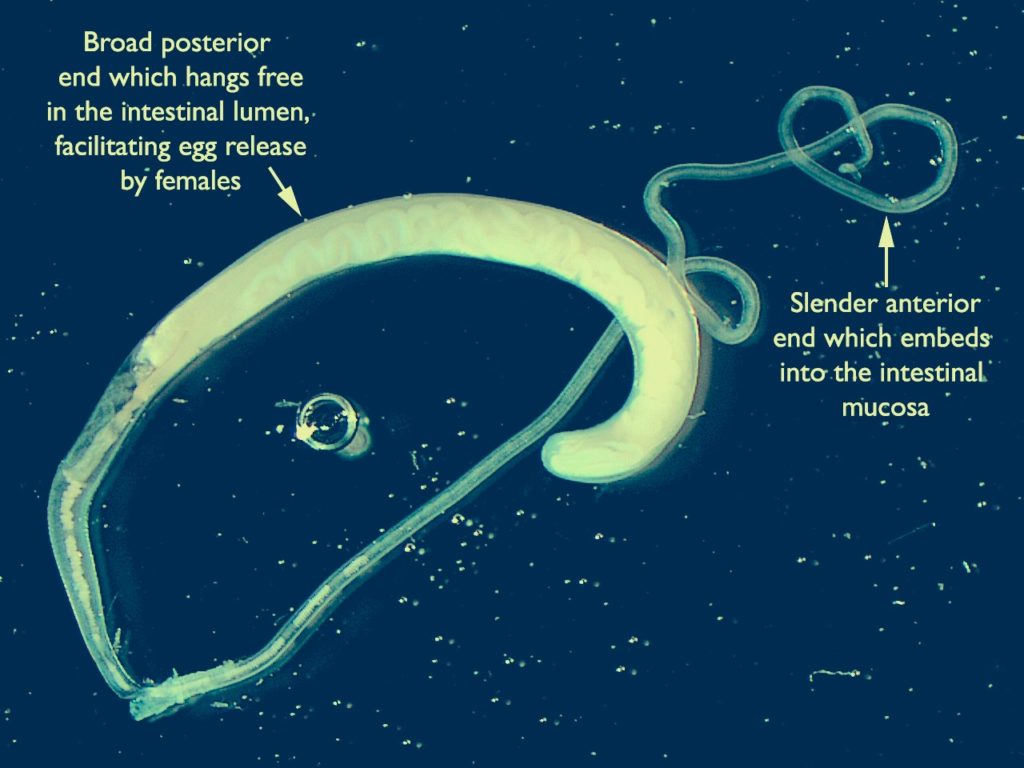 Broad posterior
end which hangs free
in the intestinal lumen,
facilitating egg release
by females
Slender anterior
end which embeds
into the intestinal
mucosa